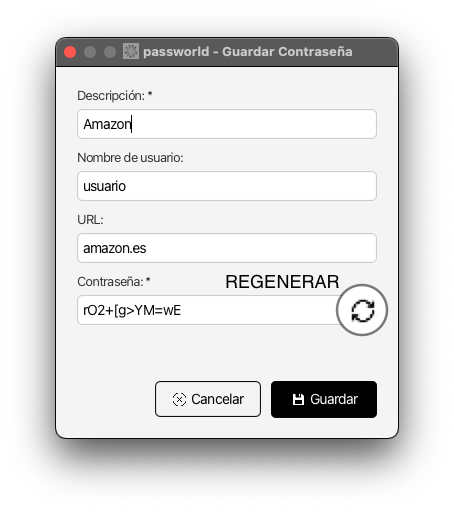 passworld - Guardar Contraseña
Descripción: *
Amazon
Nombre de usuario:
usuario
URL:
amazon.es
Contraseña: *
REGENERAR
rO2+[g>YM=wE
Cancelar
Guardar